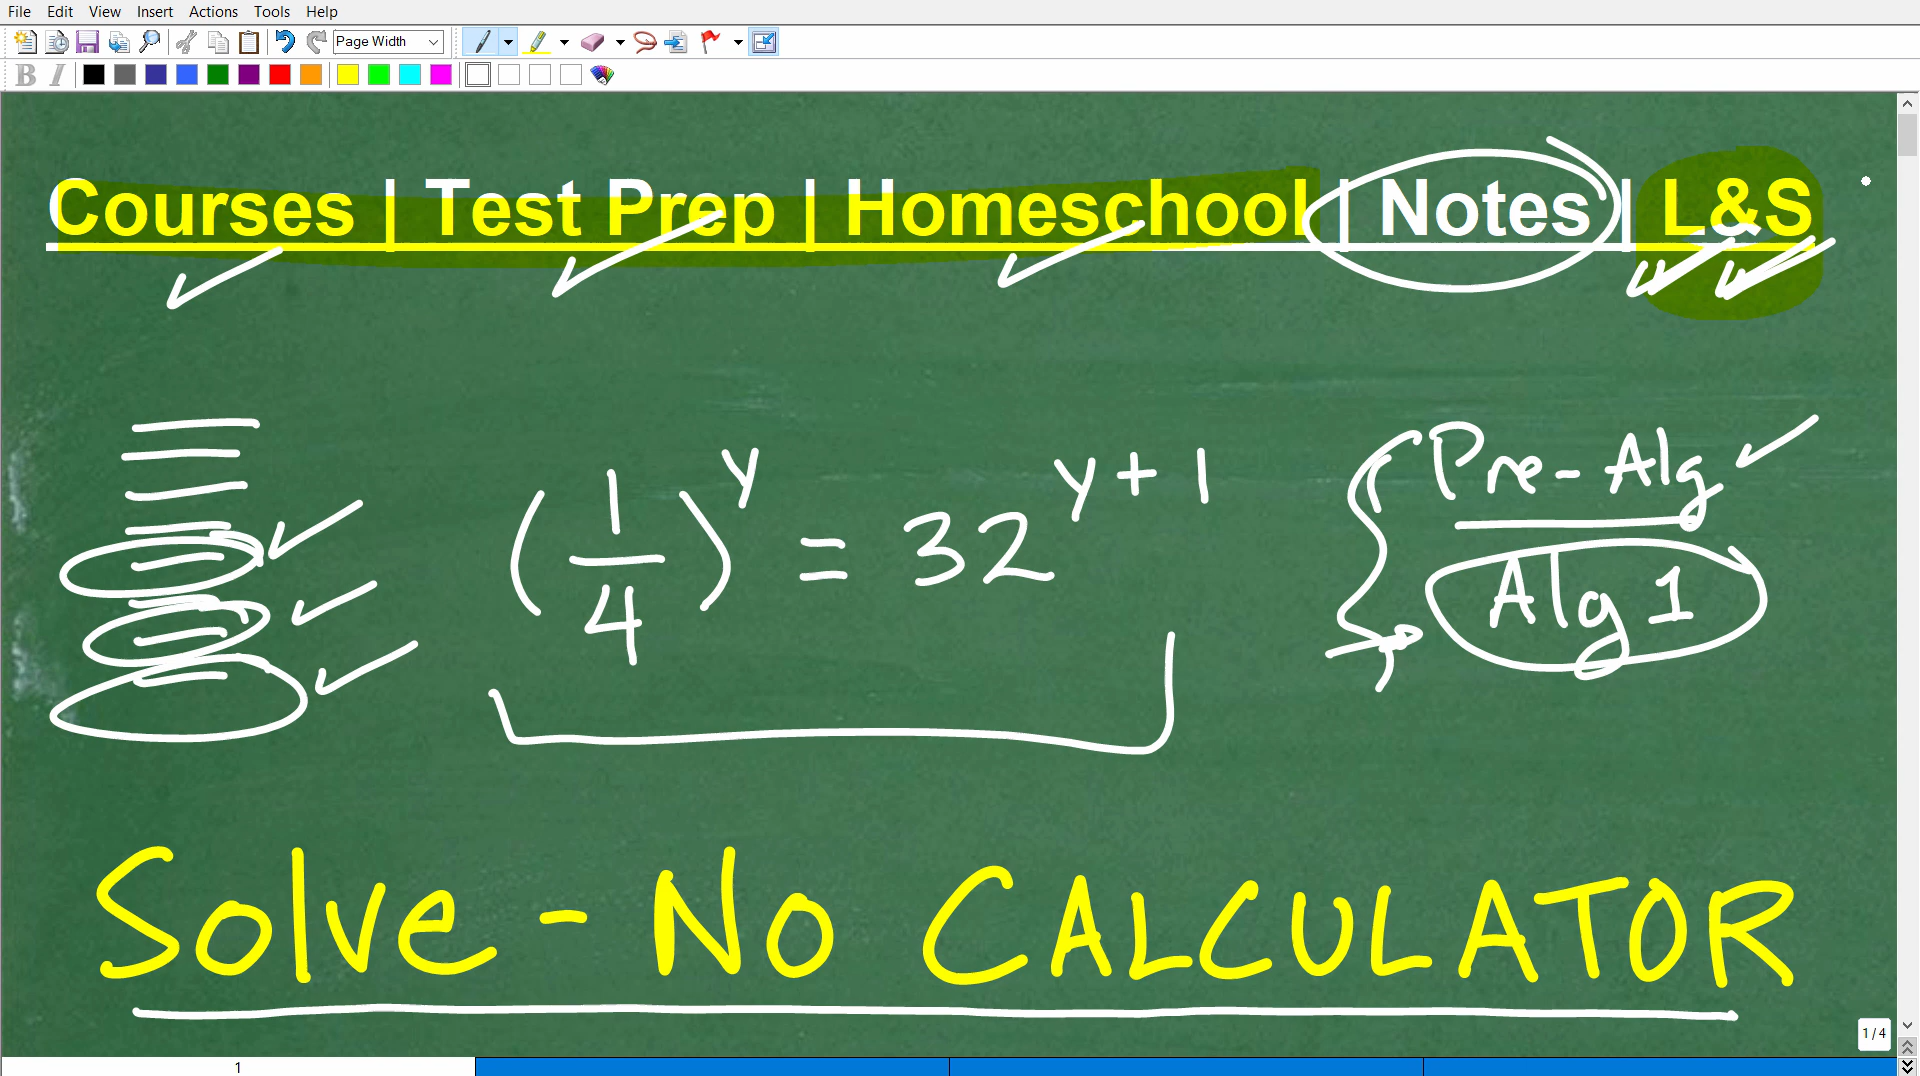 File Edit View Insert Actions Tools Help
Page Width
B I
Courses | Test Prep | Homeschool | Notes | L&S
(1/4)^y = 32^(y+1)
Pre-Alg
Alg 1
Solve - No CALCULATOR
1 / 4
1